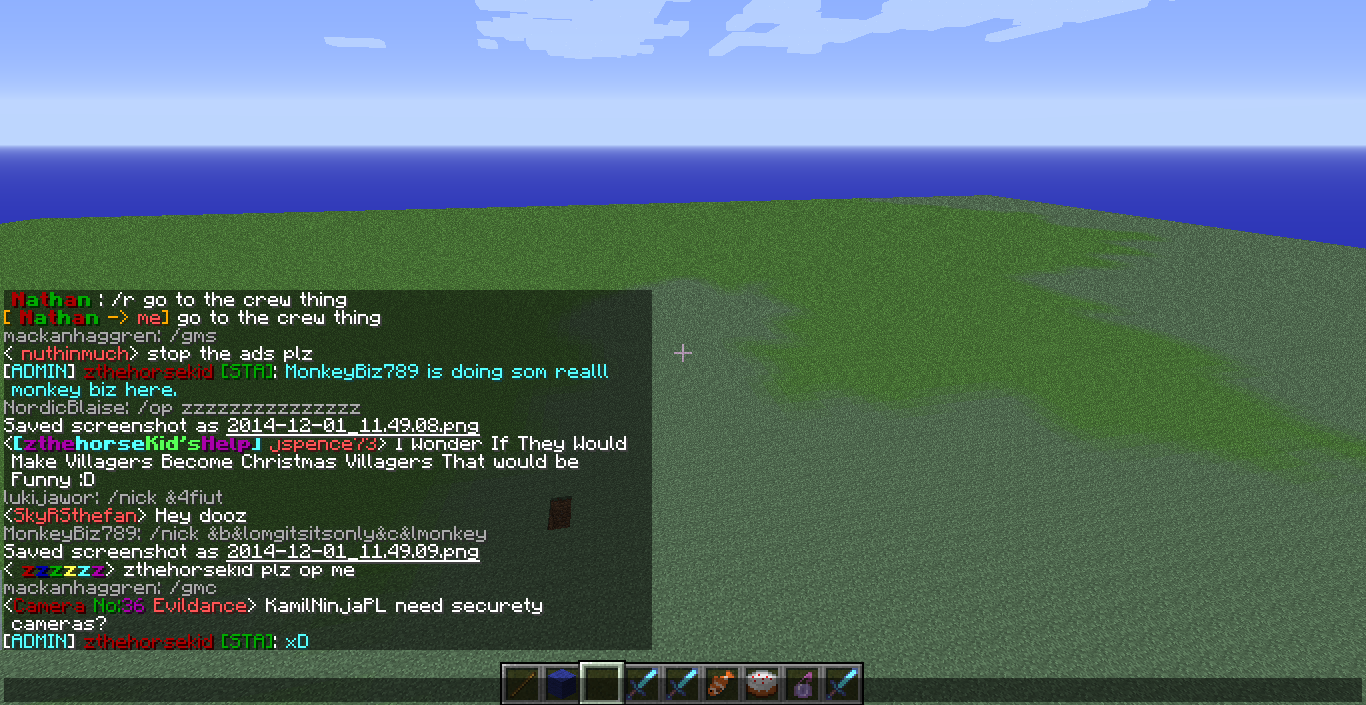 Nathan : /r go to the crew thing
[ Nathan -> me] go to the crew thing
mackanhaggren: /gms
< nuthinmuch> stop the ads plz
[ADMIN] zthehorsekid [STA]: MonkeyBiz789 is doing som realll
monkey biz here.
NordicBlaise: /op zzzzzzzzzzzzzzz
Saved screenshot as 2014-12-01_11.49.08.png
<[zthehorseKid's Help] jspence73> I Wonder If They Would
Make Villagers Become Christmas Villagers That would be
Funny :D
lukijawor: /nick &4fiut
<SkyRSthefan> Hey dooz
MonkeyBiz789: /nick &b&lomgitsitsonly&c&lmonkey
Saved screenshot as 2014-12-01_11.49.09.png
< zzzzzz> zthehorsekid plz op me
mackanhaggren: /gmc
<Camera No:36 Evildance> KamilNinjaPL need securety
cameras?
[ADMIN] zthehorsekid [STA]: xD